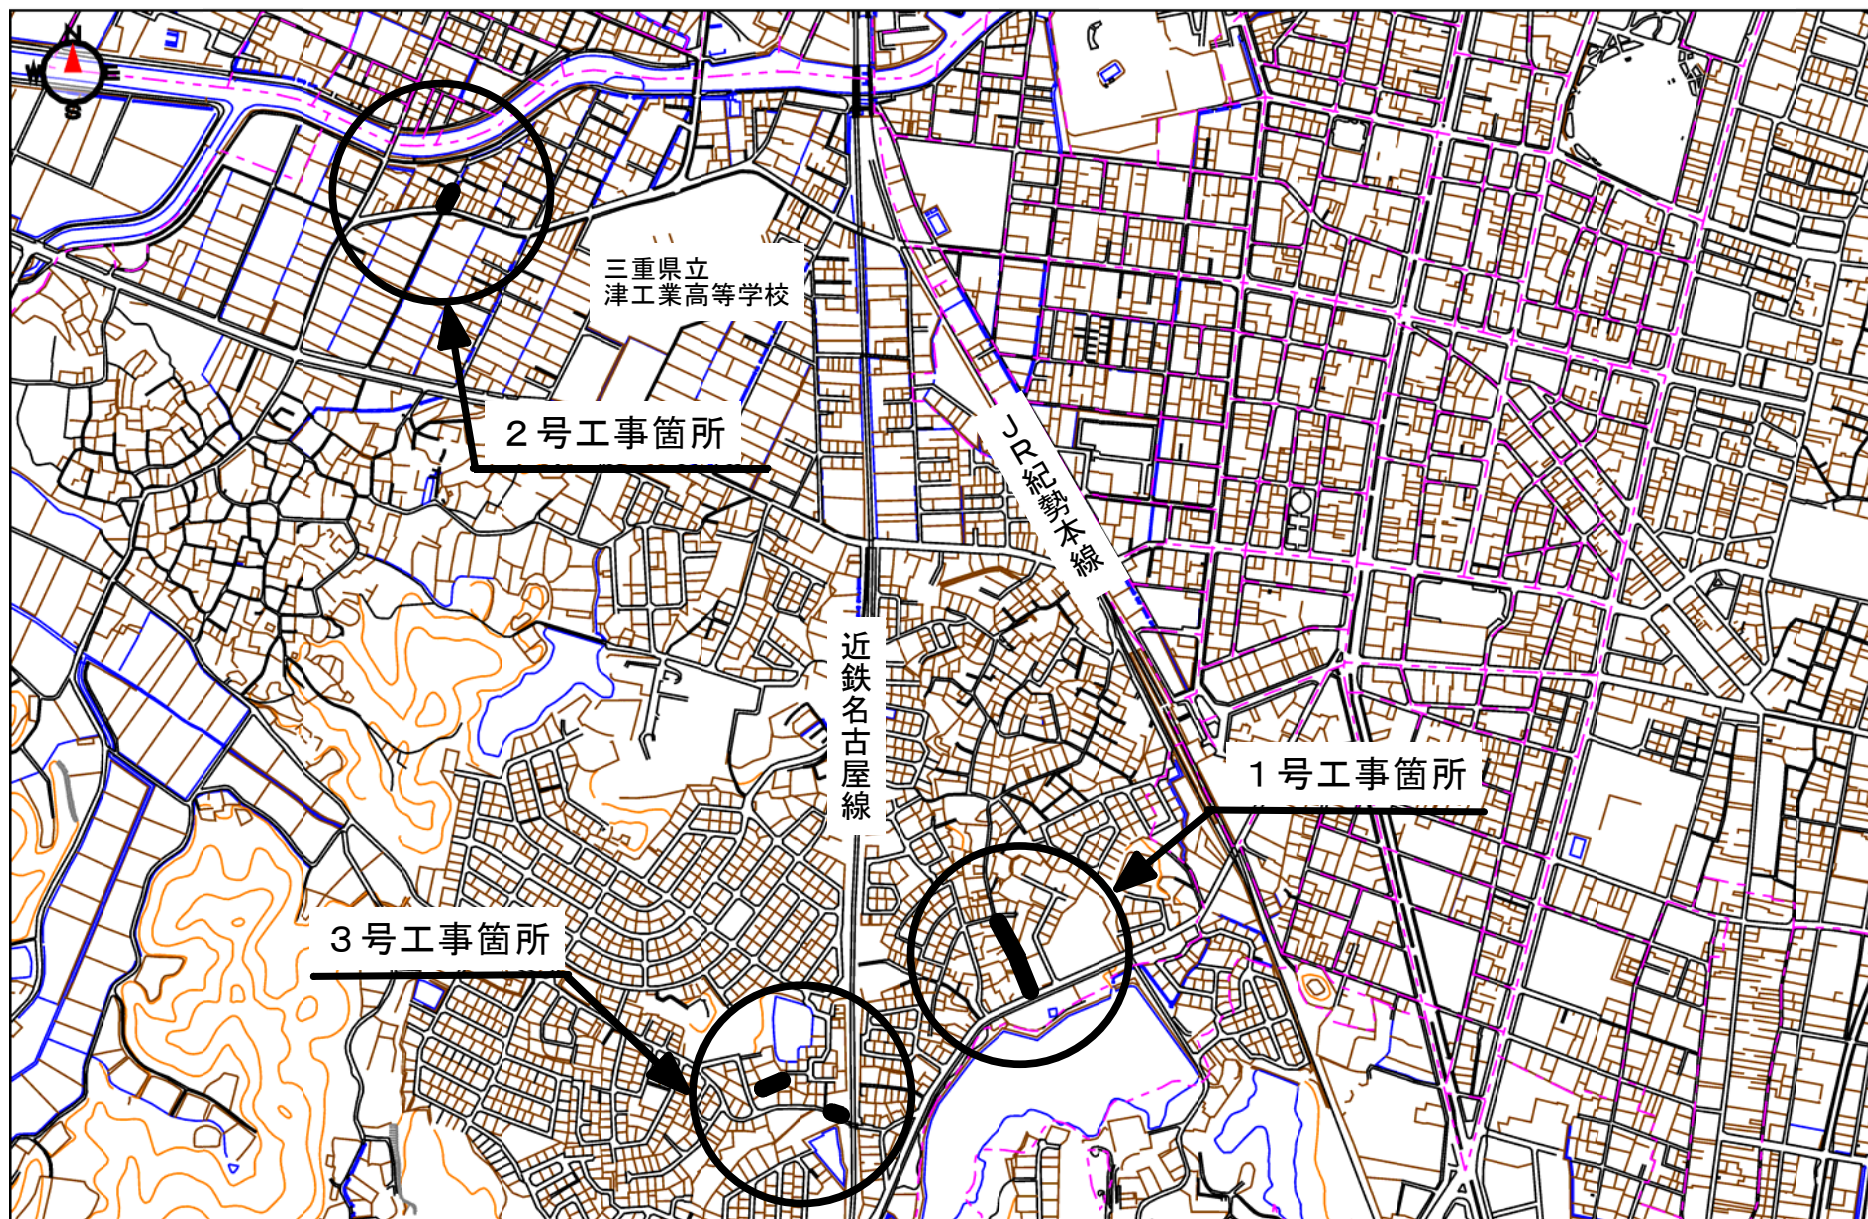 N
W
E
S
三重県立
津工業高等学校
２号工事箇所
JR紀勢本線
近鉄名古屋線
１号工事箇所
３号工事箇所